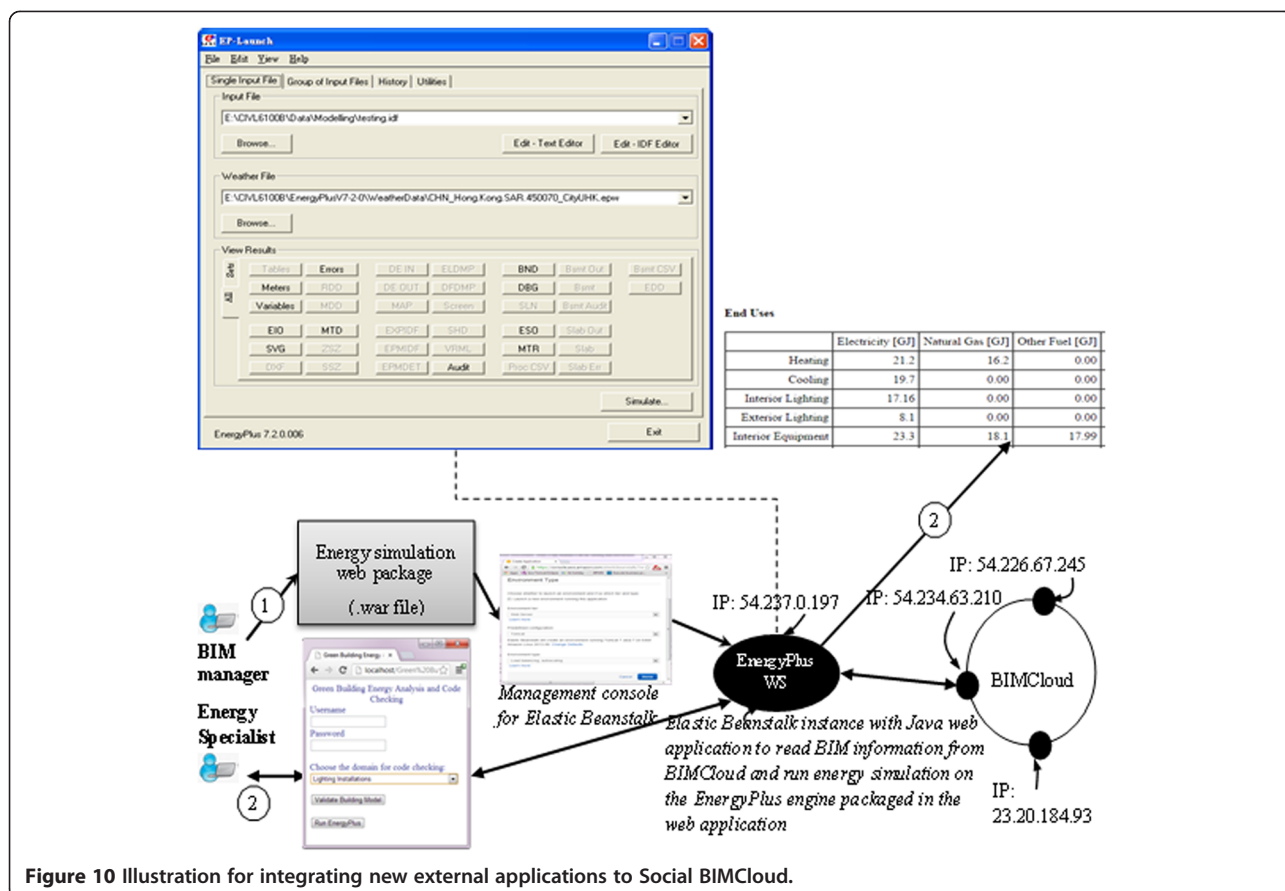 EP-Launch
File Edit View Help
Single Input File Group of Input Files History Utilities
Input File
E:\CIVL6100B\Data\Modelling\testing.idf
Browse... Edit - Text Editor Edit - IDF Editor
Weather File
E:\CIVL6100B\EnergyPlusV7-2-0\WeatherData\CHN_Hong.Kong.SAR.450070_CityUHK.epw
Browse...
View Results
Sets
All
Tables Errors DE IN ELDMP BND Bsmt Out Bsmt CSV
Meters RDD DE OUT DFDMP DBG Bsmt EDD
Variables MDD MAP Screen SLN Bsmt Audit
EIO MTD EXPIDF SHD ESO Slab Out
SVG ZSZ EPMIDF VRML MTR Slab
DXF SSZ EPMDET Audit Proc CSV Slab Err
Simulate...
EnergyPlus 7.2.0.006 Exit
End Uses
Electricity [GJ] Natural Gas [GJ] Other Fuel [GJ]
Heating 21.2 16.2 0.00
Cooling 19.7 0.00 0.00
Interior Lighting 17.16 0.00 0.00
Exterior Lighting 8.1 0.00 0.00
Interior Equipment 23.3 18.1 17.99
Energy simulation
web package
(.war file)
1
BIM
manager
Energy
Specialist
2
Green Building Energy
localhost/Green%20Bu
Green Building Energy Analysis and Code
Checking
Username
Password
Choose the domain for code checking:
Lighting Installations
Validate Building Model
Run EnergyPlus
Environment Type
Management console
for Elastic Beanstalk
2
IP: 54.237.0.197
EnergyPlus
WS
Elastic Beanstalk instance with Java web
application to read BIM information from
BIMCloud and run energy simulation on
the EnergyPlus engine packaged in the
web application
IP: 54.226.67.245
IP: 54.234.63.210
BIMCloud
IP:
23.20.184.93
Figure 10 Illustration for integrating new external applications to Social BIMCloud.